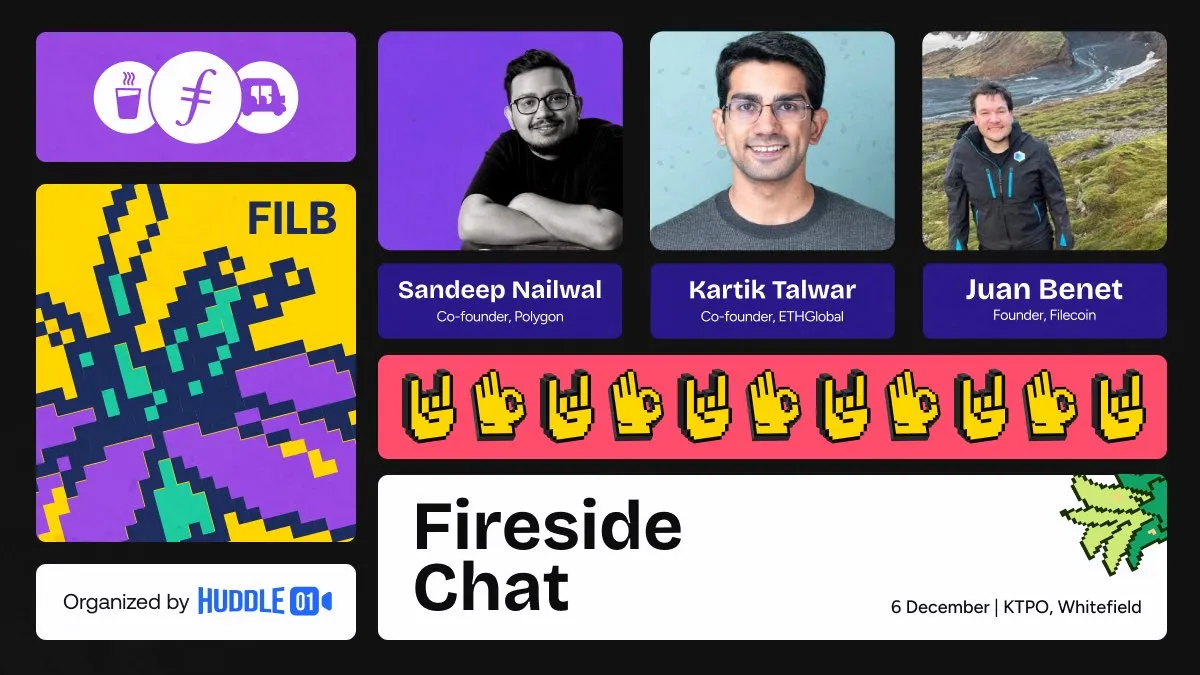 FILB
Organized by HUDDLE 01
Sandeep Nailwal
Co-founder, Polygon
Kartik Talwar
Co-founder, ETHGlobal
Juan Benet
Founder, Filecoin
Fireside
Chat
6 December | KTPO, Whitefield